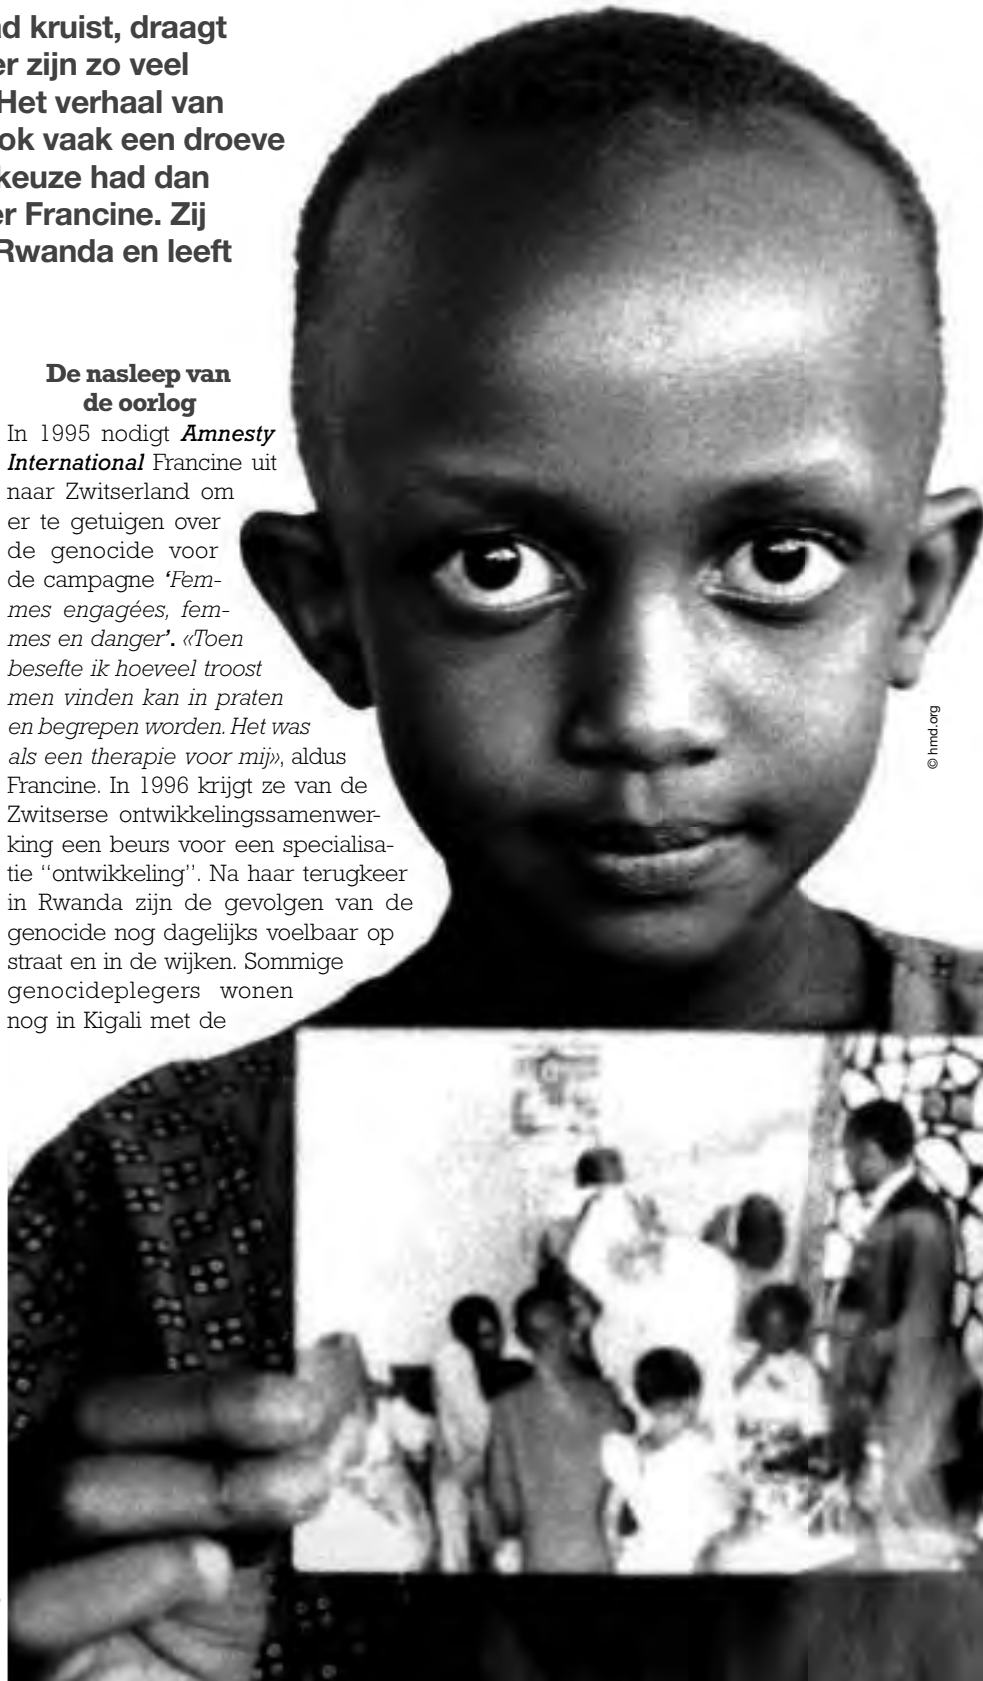 d kruist, draagt
er zijn zo veel
Het verhaal van
ok vaak een droeve
keuze had dan
er Francine. Zij
Rwanda en leeft
De nasleep van
de oorlog
In 1995 nodigt Amnesty
International Francine uit
naar Zwitserland om
er te getuigen over
de genocide voor
de campagne ‘Fem-
mes engagées, fem-
mes en danger’. «Toen
besefte ik hoeveel troost
men vinden kan in praten
en begrepen worden. Het was
als een therapie voor mij», aldus
Francine. In 1996 krijgt ze van de
Zwitserse ontwikkelingssamenwer-
king een beurs voor een specialisa-
tie “ontwikkeling”. Na haar terugkeer
in Rwanda zijn de gevolgen van de
genocide nog dagelijks voelbaar op
straat en in de wijken. Sommige
genocideplegers wonen
nog in Kigali met de
© hmd.org